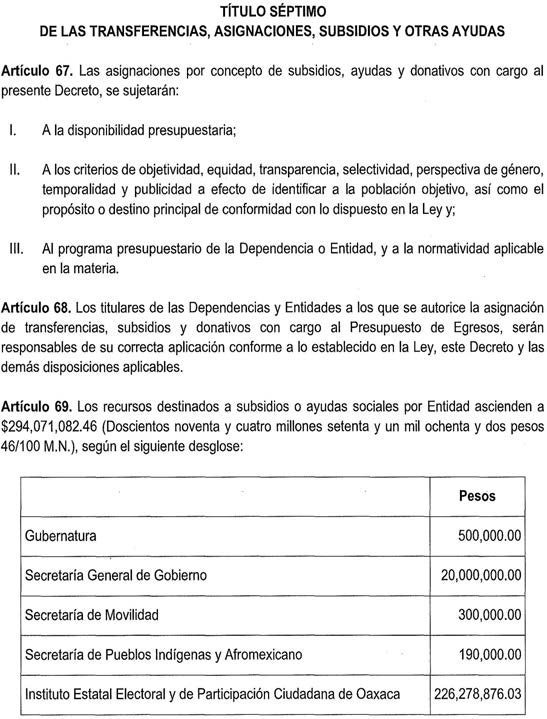 TÍTULO SÉPTIMO
DE LAS TRANSFERENCIAS, ASIGNACIONES, SUBSIDIOS Y OTRAS AYUDAS
Artículo 67. Las asignaciones por concepto de subsidios, ayudas y donativos con cargo al
presente Decreto, se sujetarán:
I. A la disponibilidad presupuestaria;
II. A los criterios de objetividad, equidad, transparencia, selectividad, perspectiva de género,
temporalidad y publicidad a efecto de identificar a la población objetivo, así como el
propósito o destino principal de conformidad con lo dispuesto en la Ley y;
III. Al programa presupuestario de la Dependencia o Entidad, y a la normatividad aplicable
en la materia.
Artículo 68. Los titulares de las Dependencias y Entidades a los que se autorice la asignación
de transferencias, subsidios y donativos con cargo al Presupuesto de Egresos, serán
responsables de su correcta aplicación conforme a lo establecido en la Ley, este Decreto y las
demás disposiciones aplicables.
Artículo 69. Los recursos destinados a subsidios o ayudas sociales por Entidad ascienden a
$294,071,082.46 (Doscientos noventa y cuatro millones setenta y un mil ochenta y dos pesos
46/100 M.N.), según el siguiente desglose:
Pesos
Gubernatura 500,000.00
Secretaría General de Gobierno 20,000,000.00
Secretaría de Movilidad 300,000.00
Secretaría de Pueblos Indígenas y Afromexicano 190,000.00
Instituto Estatal Electoral y de Participación Ciudadana de Oaxaca 226,278,876.03